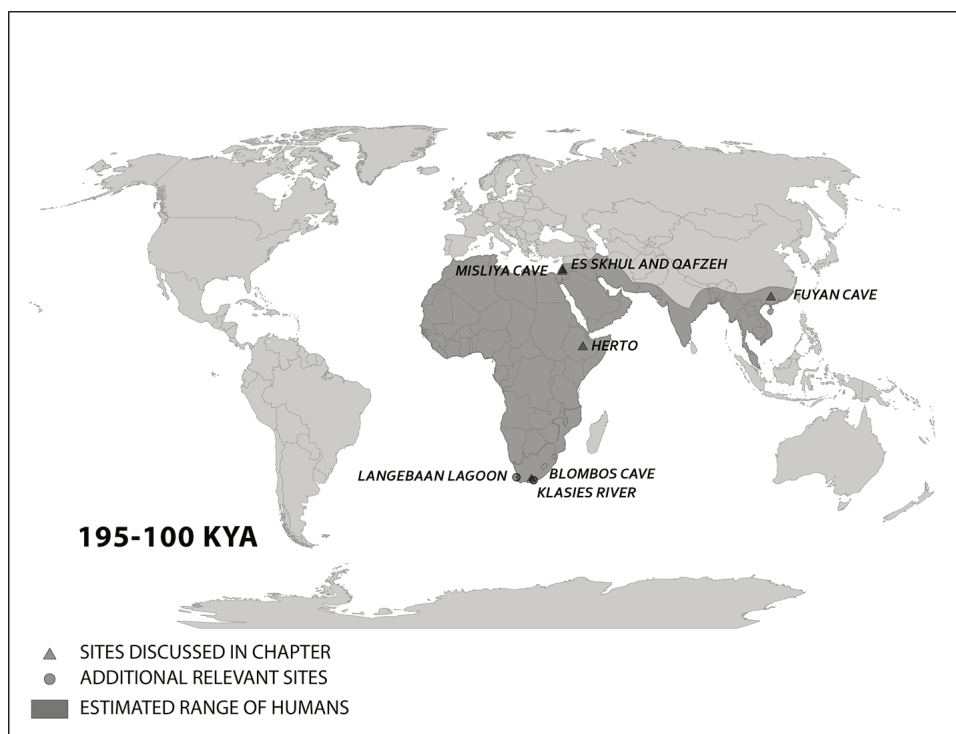 MISLIYA CAVE
ES SKHUL AND QAFZEH
FUYAN CAVE
HERTO
LANGEBAAN LAGOON
BLOMBOS CAVE
KLASIES RIVER
195-100 KYA
SITES DISCUSSED IN CHAPTER
ADDITIONAL RELEVANT SITES
ESTIMATED RANGE OF HUMANS